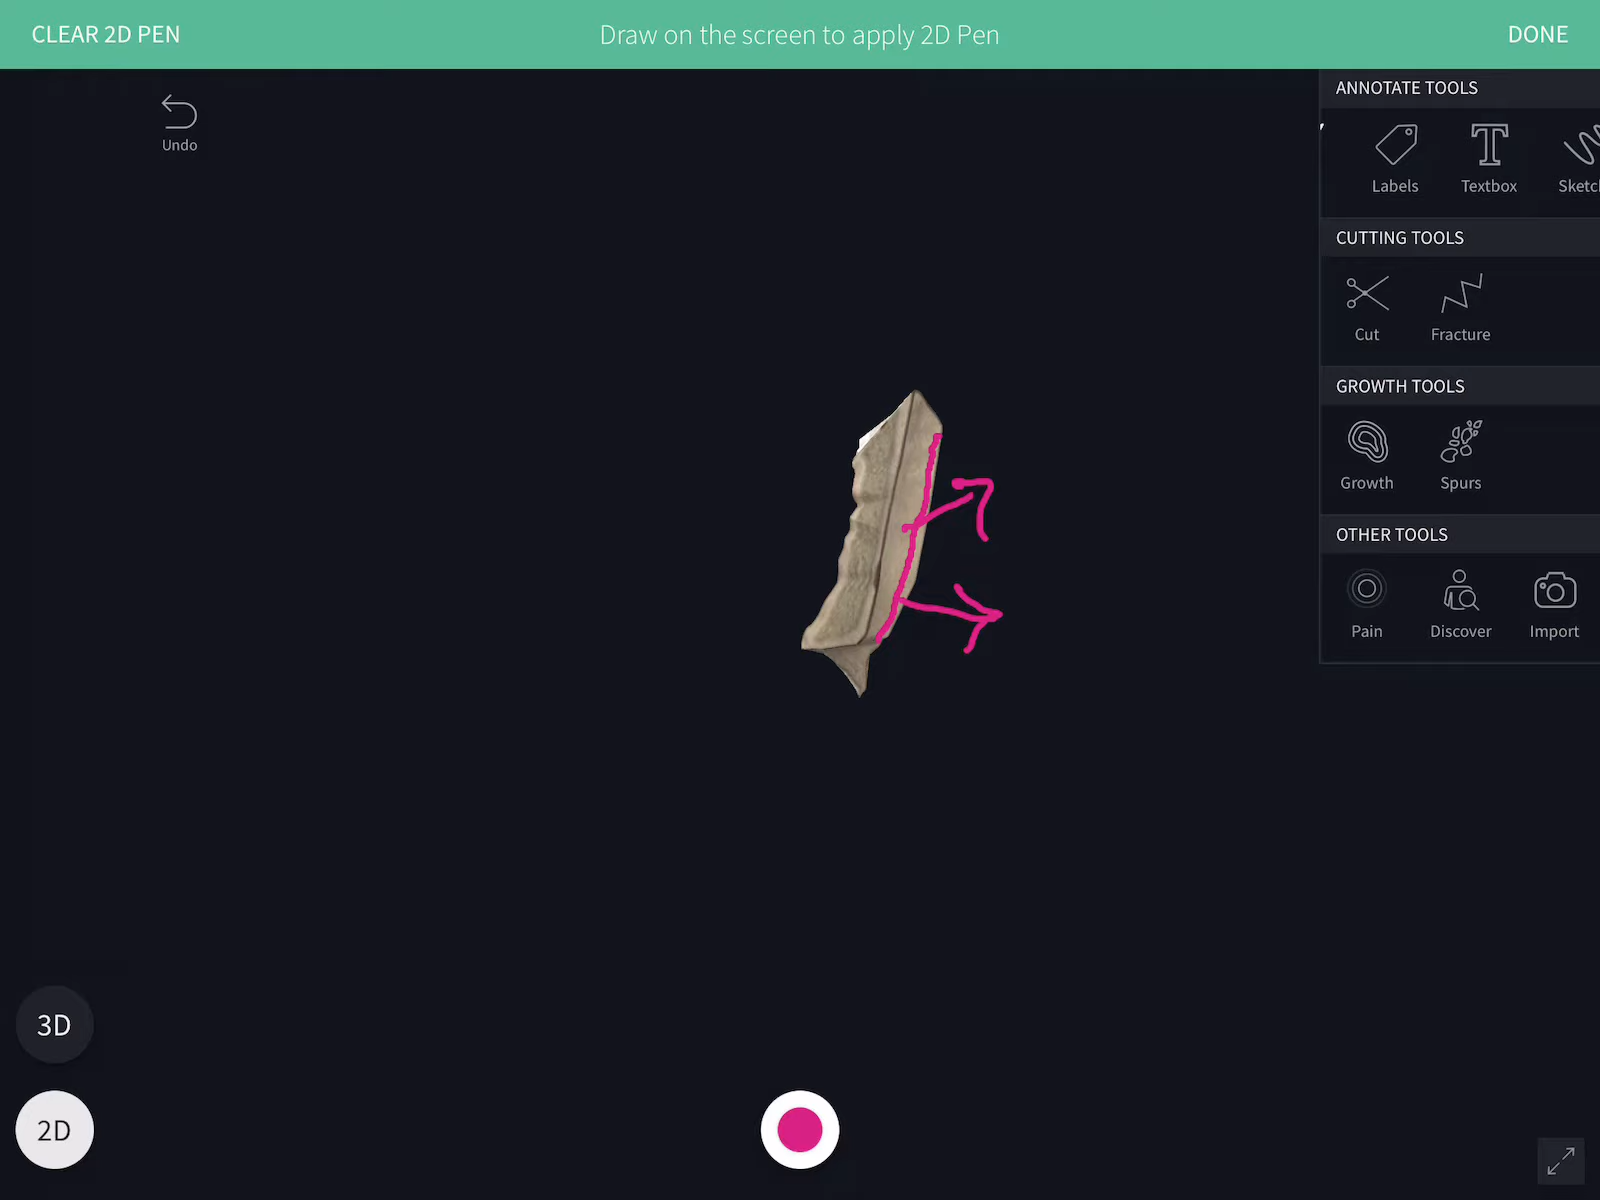 CLEAR 2D PEN
Draw on the screen to apply 2D Pen
DONE
Undo
ANNOTATE TOOLS
Labels
Textbox
Sketc
CUTTING TOOLS
Cut
Fracture
GROWTH TOOLS
Growth
Spurs
OTHER TOOLS
Pain
Discover
Import
3D
2D